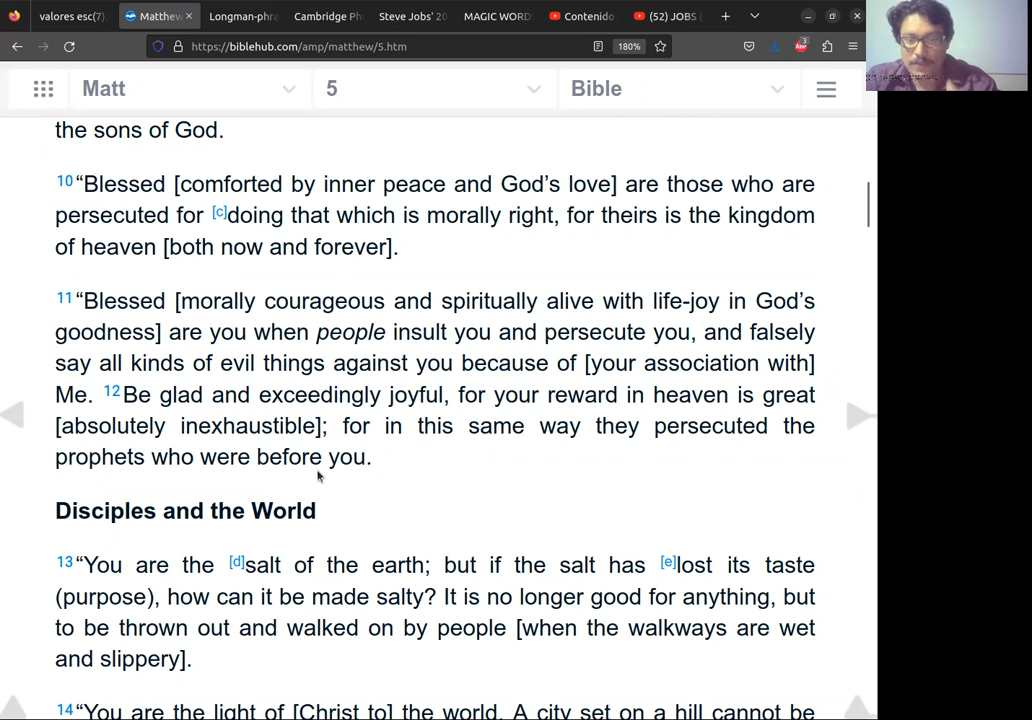 valores esc(7).
Matthew
Longman-phra
Cambridge Ph
Steve Jobs' 20
MAGIC WORD
Contenido
(52) JOBS
https://biblehub.com/amp/matthew/5.htm
180%
3
Matt
5
Bible
the sons of God.
10 “Blessed [comforted by inner peace and God’s love] are those who are
persecuted for [c]doing that which is morally right, for theirs is the kingdom
of heaven [both now and forever].
11 “Blessed [morally courageous and spiritually alive with life-joy in God’s
goodness] are you when people insult you and persecute you, and falsely
say all kinds of evil things against you because of [your association with]
Me. 12 Be glad and exceedingly joyful, for your reward in heaven is great
[absolutely inexhaustible]; for in this same way they persecuted the
prophets who were before you.
Disciples and the World
13 “You are the [d]salt of the earth; but if the salt has [e]lost its taste
(purpose), how can it be made salty? It is no longer good for anything, but
to be thrown out and walked on by people [when the walkways are wet
and slippery].
14 “You are the light of [Christ to] the world. A city set on a hill cannot be